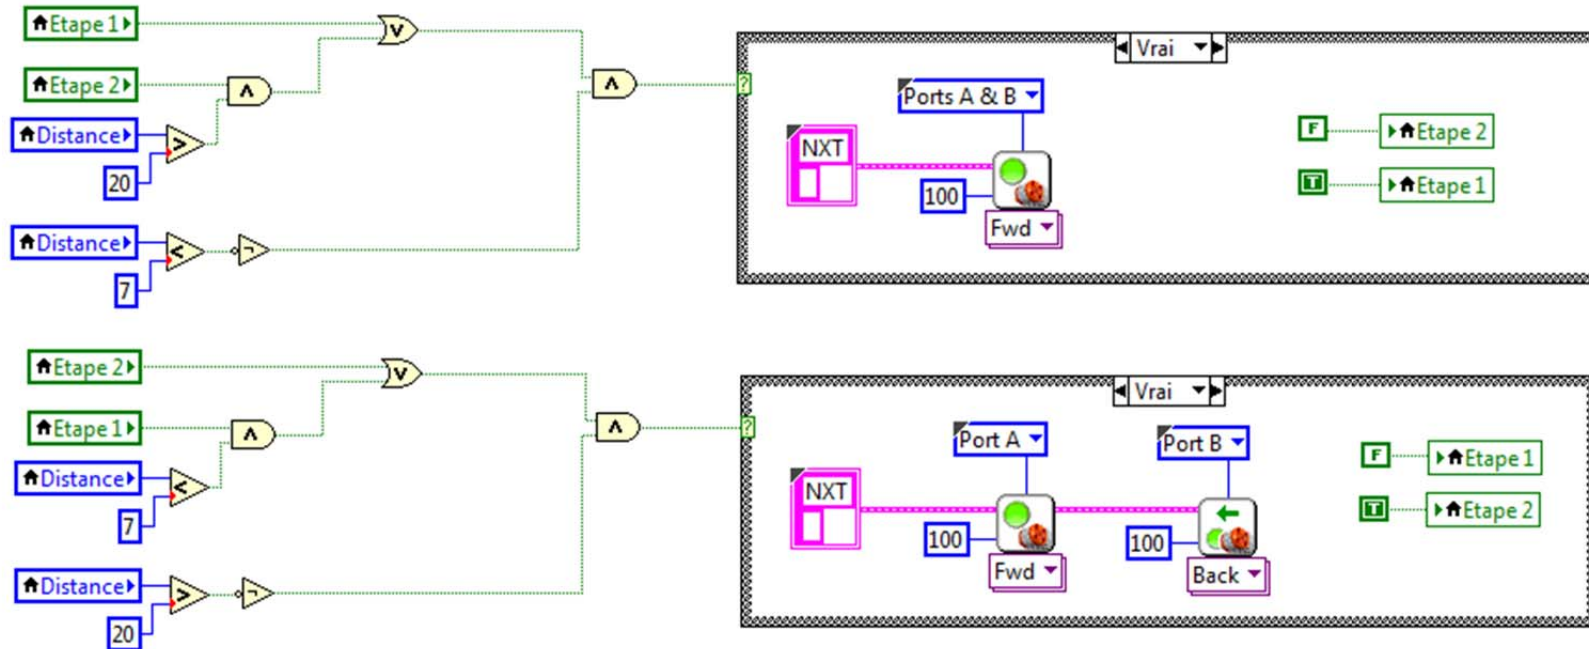 Etape 1
Vrai
Etape 2
Ports A & B
Distance
>
NXT
F
Etape 2
20
100
T
Etape 1
Distance
<
Fwd
7
Etape 2
Vrai
Etape 1
Port A
Port B
Distance
<
NXT
F
Etape 1
7
100
100
T
Etape 2
Distance
>
Fwd
Back
20